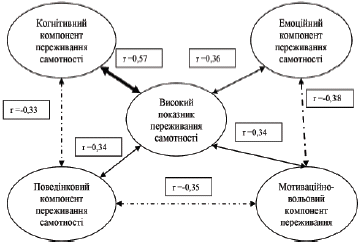 Когнітивний
компонент
переживання
самотності
Емоційний
компонент
переживання
самотності
r =0,57
r =0,36
r =-0,33
Високий
показник
переживання
самотності
r =-0,38
r =0,34
r =0,34
Поведінковий
компонент
переживання
самотності
r =-0,35
Мотиваційно-
вольовий
компонент
переживання